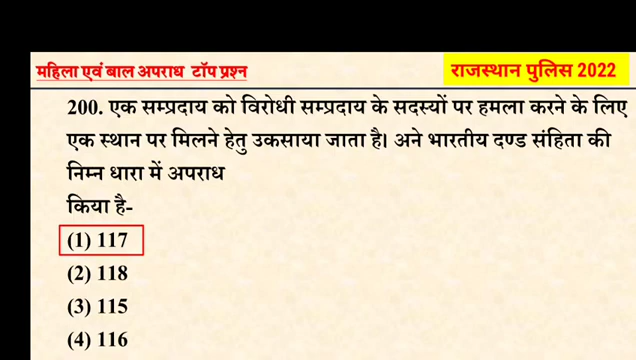 महिला एवं बाल अपराध टॉप प्रश्न
राजस्थान पुलिस 2022
200. एक सम्प्रदाय को विरोधी सम्प्रदाय के सदस्यों पर हमला करने के लिए
एक स्थान पर मिलने हेतु उकसाया जाता है। अने भारतीय दण्ड संहिता की
निम्न धारा में अपराध
किया है-
(1) 117
(2) 118
(3) 115
(4) 116